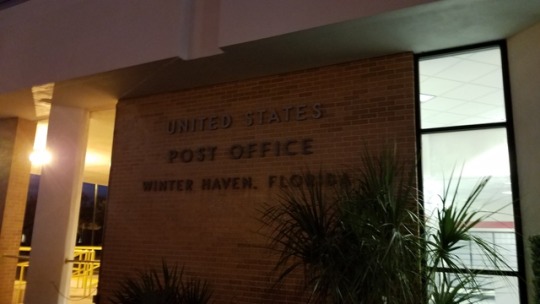 UNITED STATES
POST OFFICE
WINTER HAVEN, FLORIDA